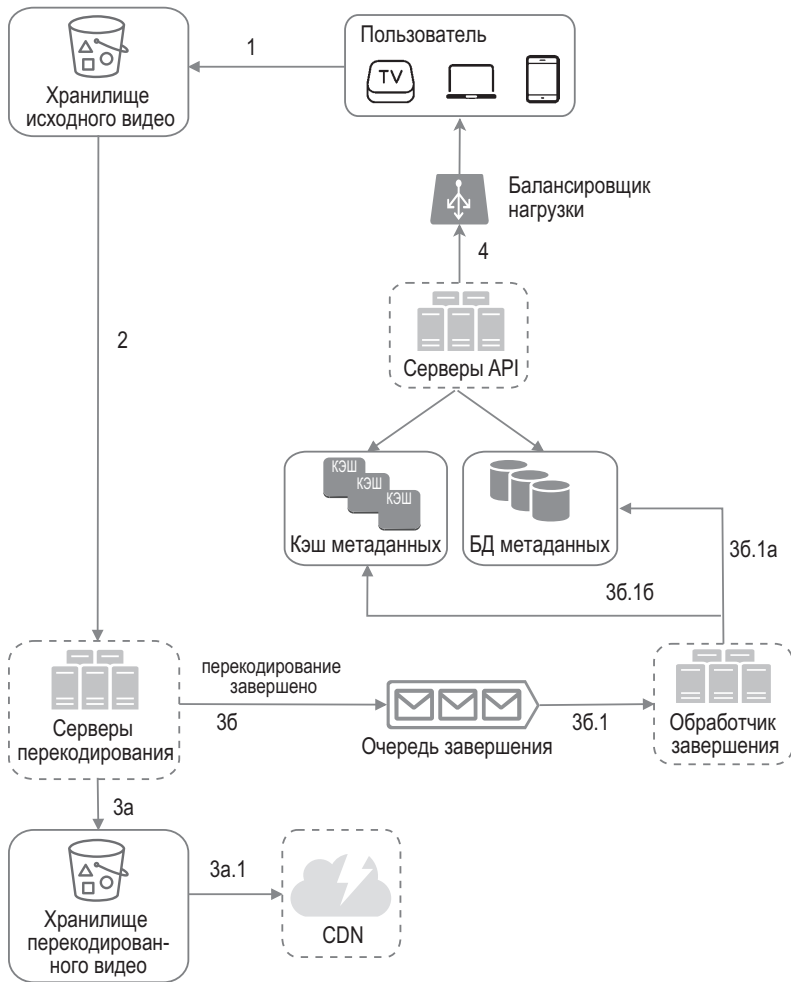 1
Пользователь
TV
Хранилище
исходного видео
Балансировщик
нагрузки
4
2
Серверы API
КЭШ
КЭШ
КЭШ
Кэш метаданных
БД метаданных
3б.1а
3б.1б
перекодирование
завершено
3б
Серверы
перекодирования
Очередь завершения
3б.1
Обработчик
завершения
3а
3а.1
Хранилище
перекодирован-
ного видео
CDN